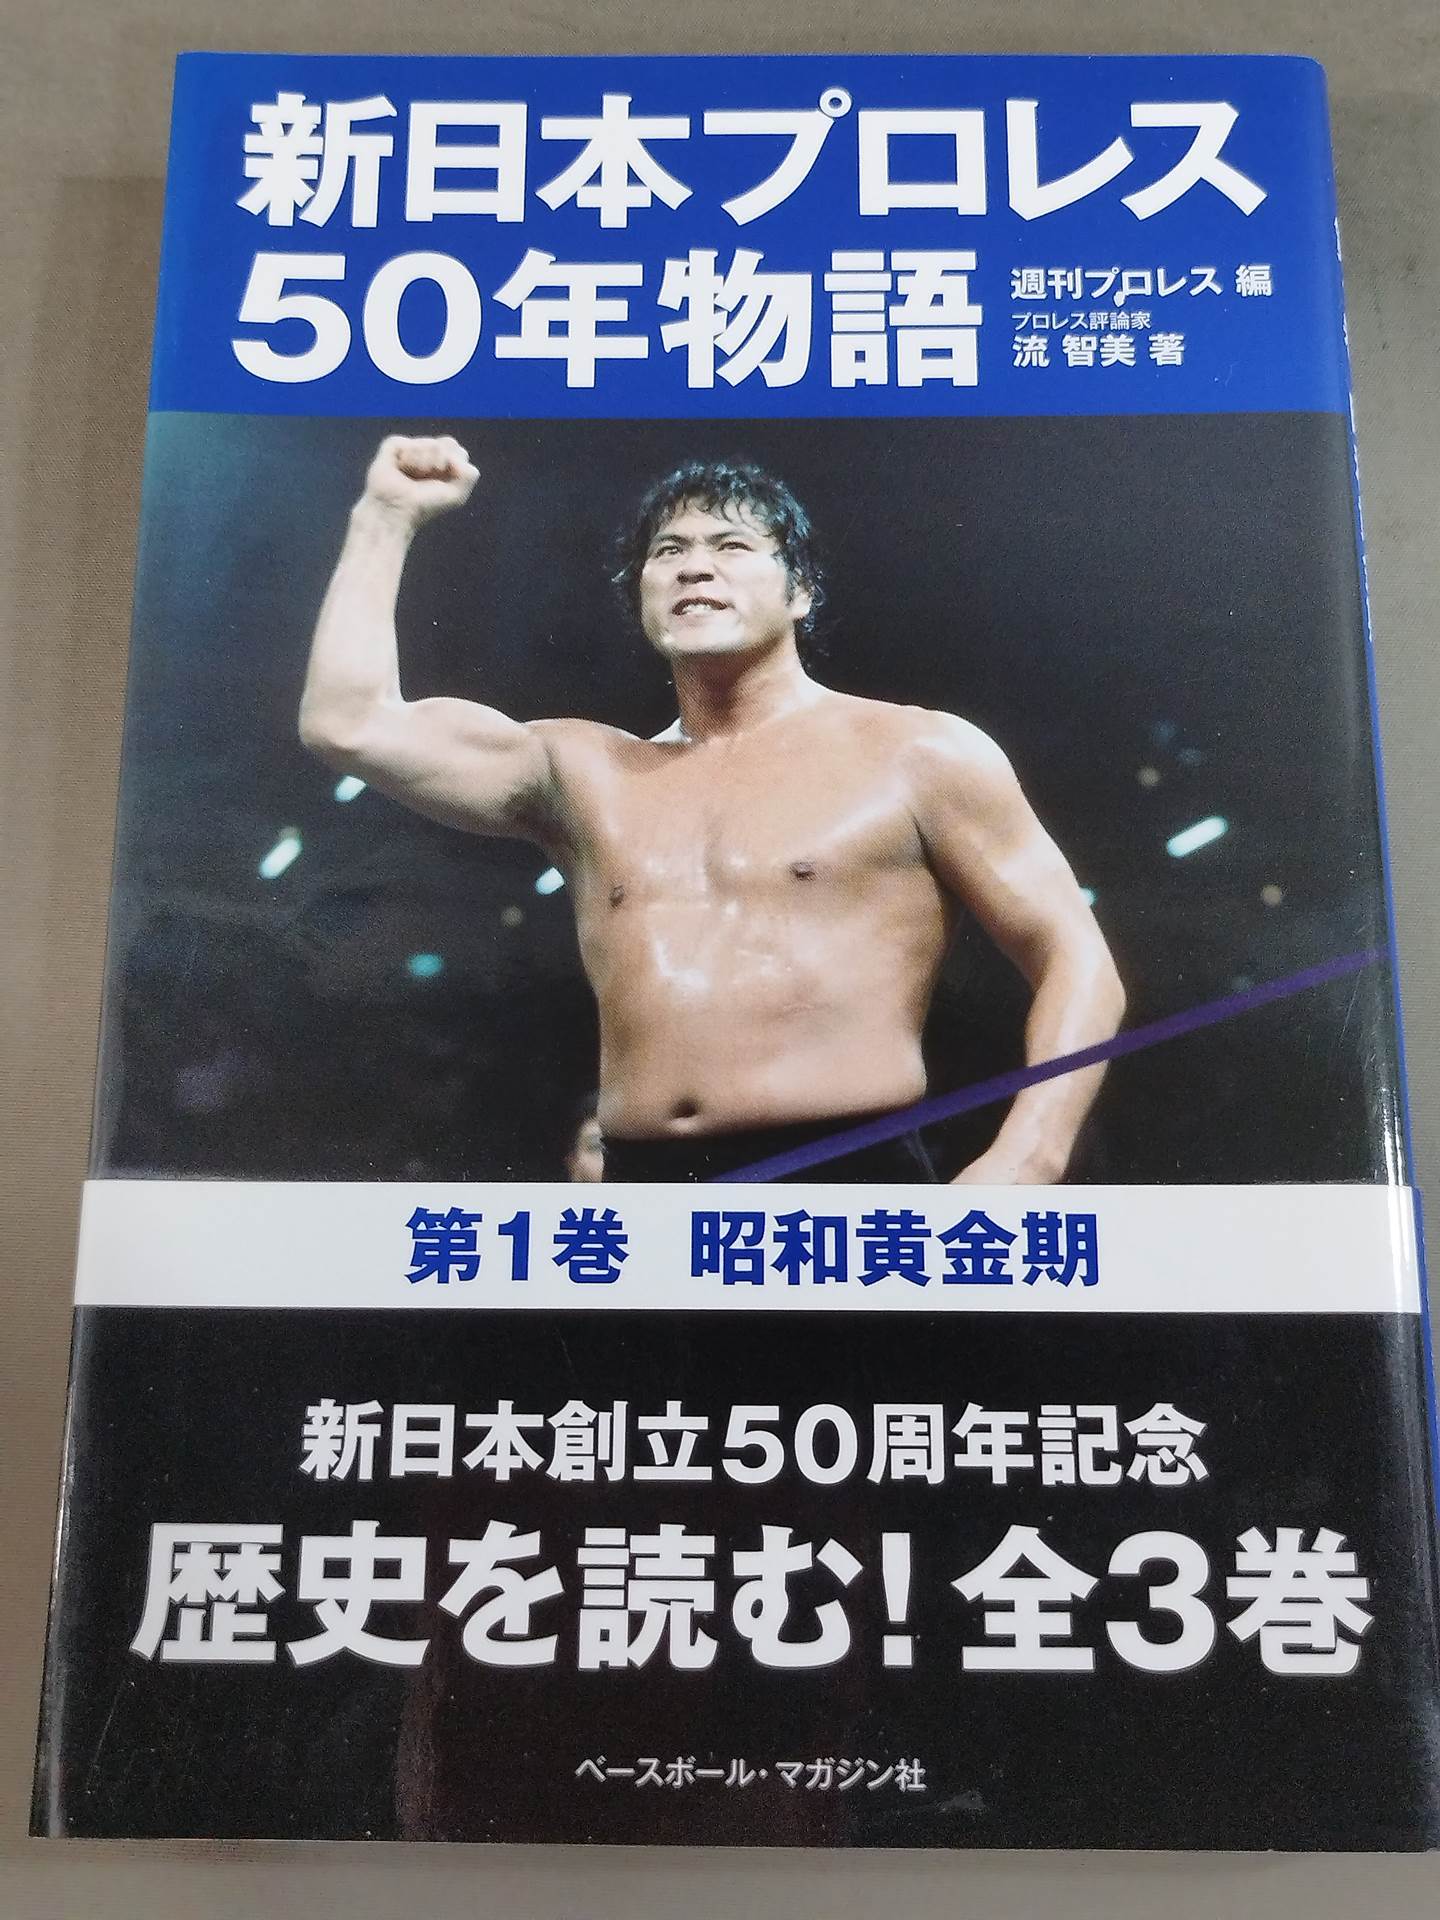 新日本プロレス
50年物語
週刊プロレス 編
プロレス評論家
流 智美 著
第1巻 昭和黄金期
新日本創立50周年記念
歴史を読む!全3巻
ベースボール・マガジン社